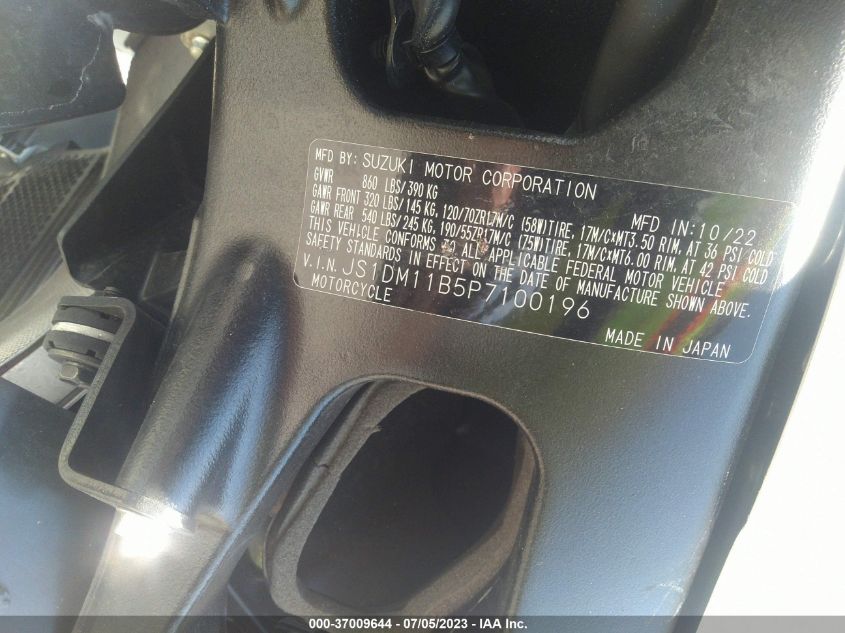 MFD BY: SUZUKI MOTOR CORPORATION
GVWR 860 LBS/390 KG MFD IN:10/22
GAWR FRONT 320 LBS/145 KG, 120/70ZR17M/C (58W)TIRE, 17M/C×MT3.50 RIM, AT 36 PSI COLD
GAWR REAR 540 LBS/245 KG, 190/55ZR17M/C (75W)TIRE, 17M/C×MT6.00 RIM, AT 42 PSI COLD
THIS VEHICLE CONFORMS TO ALL APPLICABLE FEDERAL MOTOR VEHICLE
SAFETY STANDARDS IN EFFECT ON THE DATE OF MANUFACTURE SHOWN ABOVE.
V.I.N. JS1DM11B5P7100196
MOTORCYCLE
MADE IN JAPAN
000-37009644 - 07/05/2023 - IAA Inc.